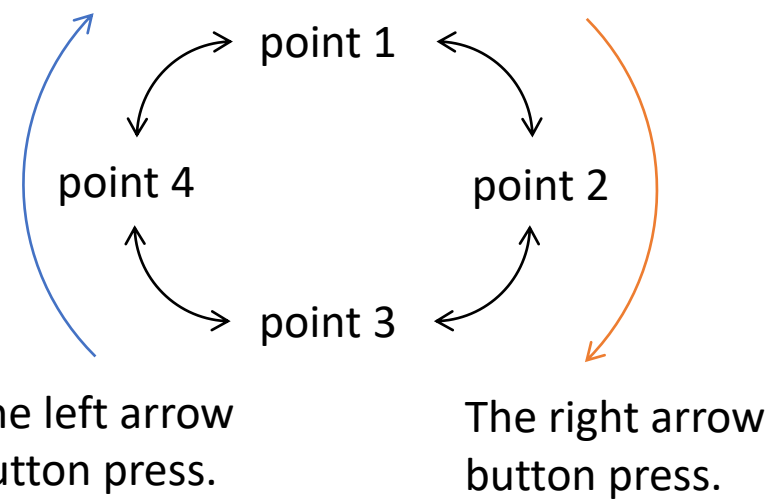 point 1
point 4
point 2
point 3
he left arrow
utton press.
The right arrow
button press.